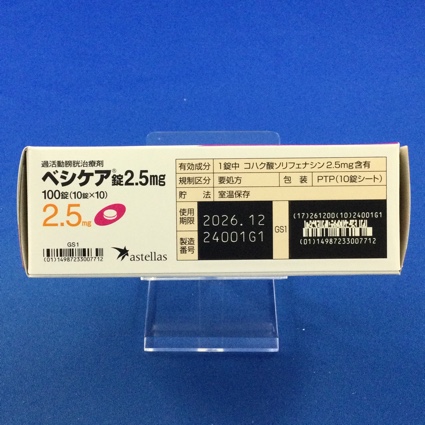 過活動膀胱治療剤
ベシケア®錠2.5mg
100錠(10錠×10)
2.5mg
GS1
(01)14987233007712
astellas
有効成分 1錠中 コハク酸ソリフェナシン2.5mg含有
規制区分 要処方 包装 PTP(10錠シート)
貯法 室温保存
使用期限 2026.12
製造番号 24001G1
GS1
(17)261200(10)24001G1
(01)14987233007712